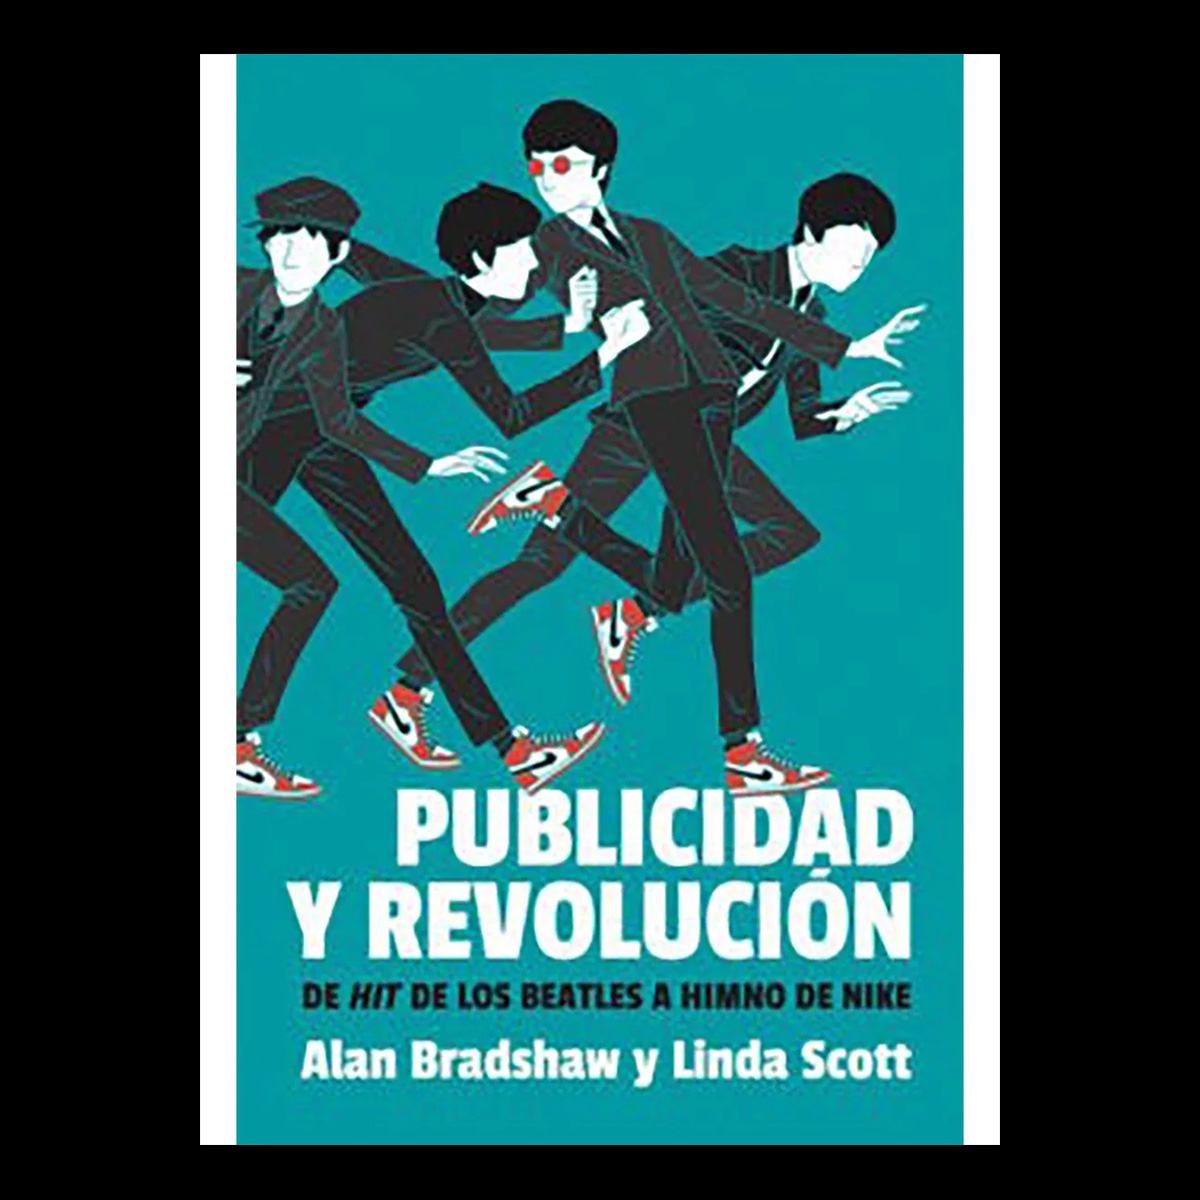 PUBLICIDAD
Y REVOLUCIÓN
DE HIT DE LOS BEATLES A HIMNO DE NIKE
Alan Bradshaw y Linda Scott